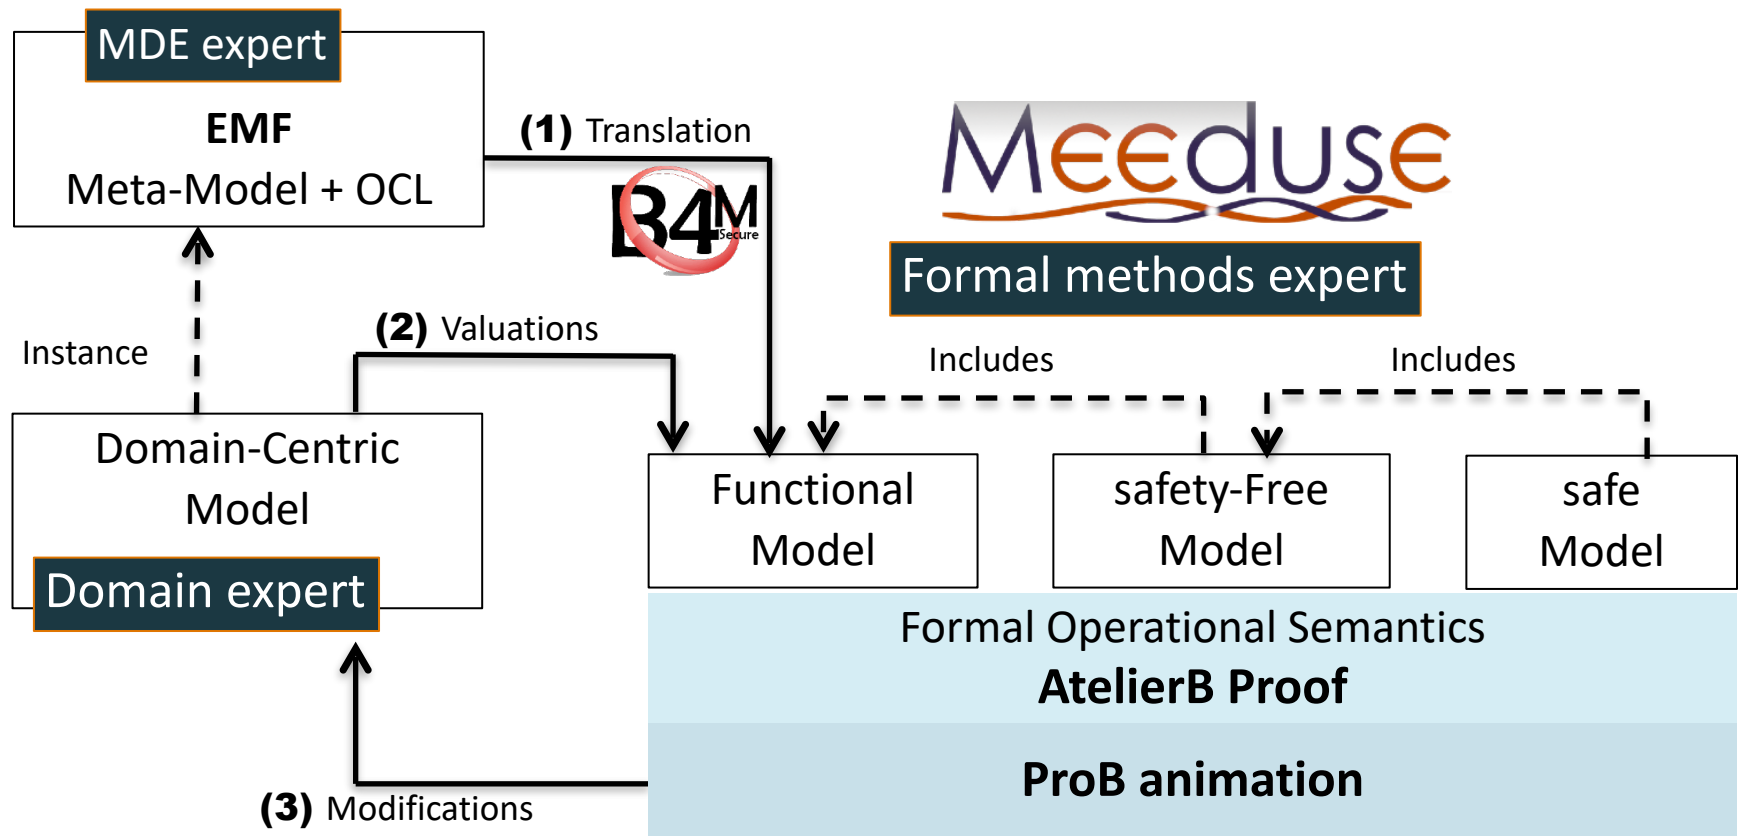 MDE expert
EMF
Meta-Model + OCL
(1) Translation
B4M
Secure
Meeduse
Formal methods expert
(2) Valuations
Instance
Includes
Includes
Domain-Centric
Model
Domain expert
Functional
Model
safety-Free
Model
safe
Model
Formal Operational Semantics
AtelierB Proof
ProB animation
(3) Modifications